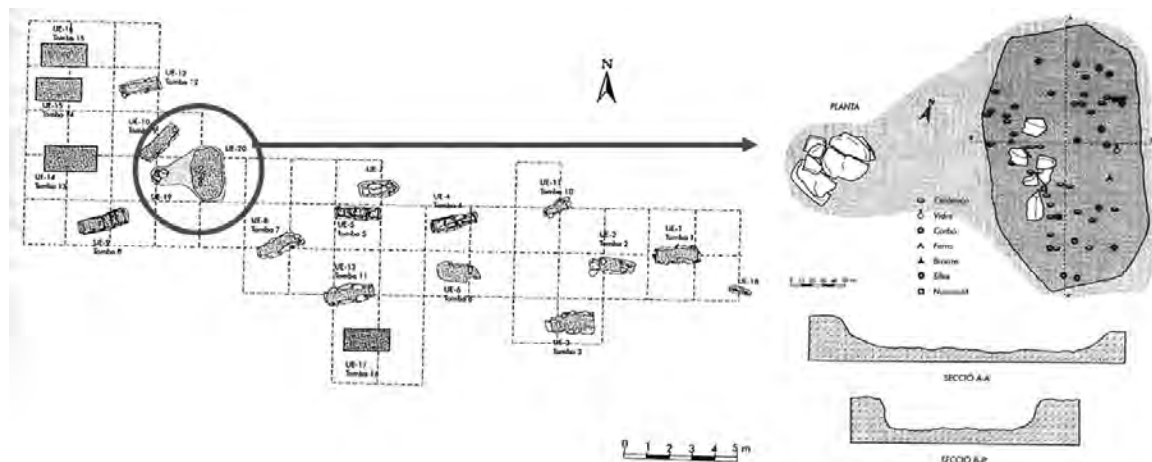 UE-16
Tomba 15
UE-12
Tomba 12
UE-15
Tomba 14
UE-10
UE-20
UE-14
Tomba 13
UE-19
UE-9
Tomba 8
UE-8
Tomba 7
UE-7
UE-5
Tomba 5
UE-4
Tomba 4
UE-11
Tomba 10
UE-13
Tomba 11
UE-6
UE-2
Tomba 2
UE-1
Tomba 1
UE-18
UE-3
Tomba 3
UE-17
Tomba 16
N
0 1 2 3 4 5 m
PLANTA
N
Ceràmica
Vidre
Carbó
Ferro
Bronze
Sílex
SECCIÓ A-A'
SECCIÓ B-B'